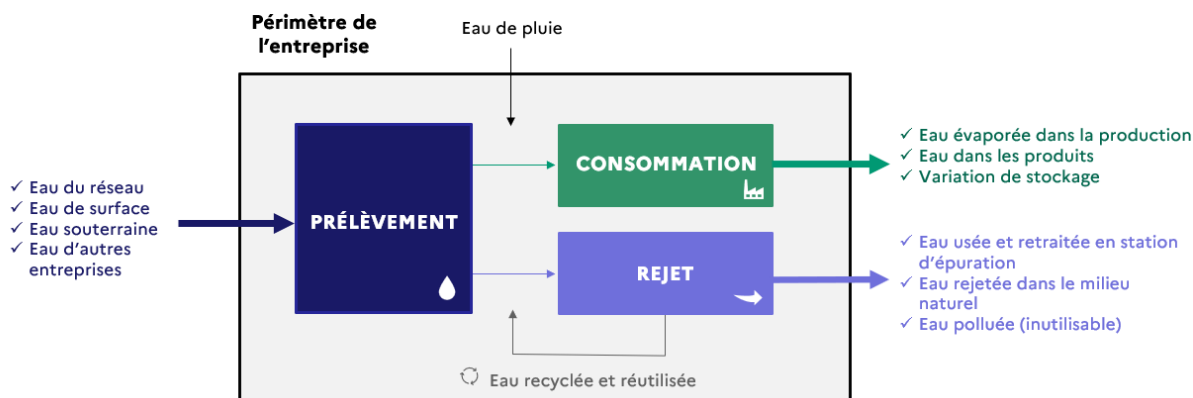 Périmètre de
l’entreprise
Eau de pluie
✓ Eau du réseau
✓ Eau de surface
✓ Eau souterraine
✓ Eau d’autres
entreprises
PRÉLÈVEMENT
CONSOMMATION
✓ Eau évaporée dans la production
✓ Eau dans les produits
✓ Variation de stockage
REJET
✓ Eau usée et retraitée en station
d’épuration
✓ Eau rejetée dans le milieu
naturel
✓ Eau polluée (inutilisable)
Eau recyclée et réutilisée